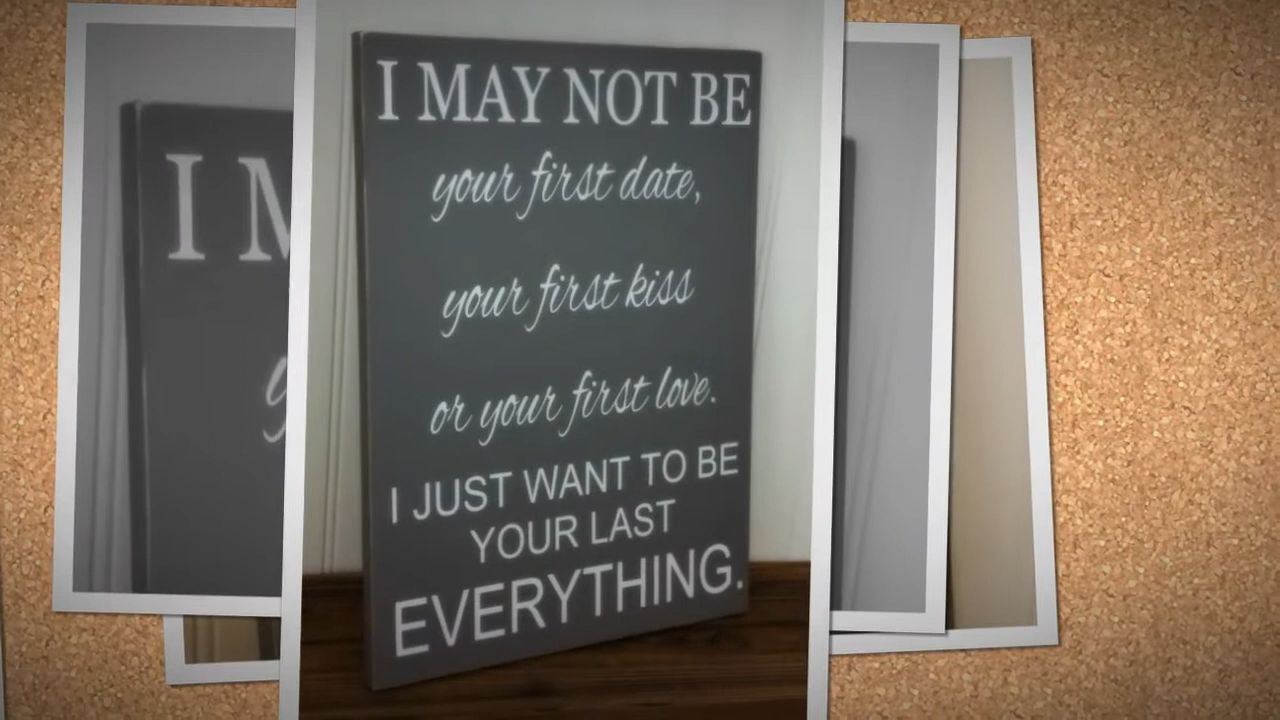 I MAY NOT BE
your first date,
your first kiss
or your first love.
I JUST WANT TO BE
YOUR LAST
EVERYTHING.
I M
y